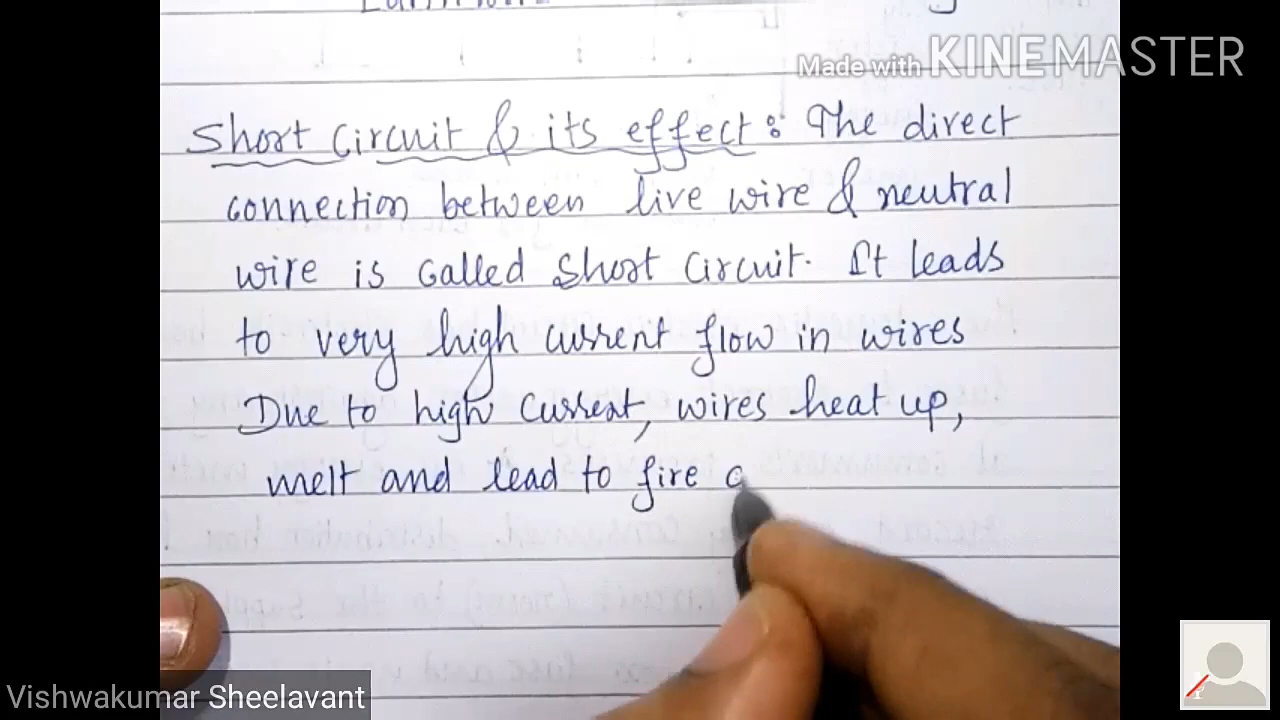 Made with KINEMASTER
Short Circuit & its effect : The direct
connection between live wire & neutral
wire is called Short Circuit. It leads
to very high current flow in wires
Due to high current, wires heat up,
melt and lead to fire
Vishwakumar Sheelavant